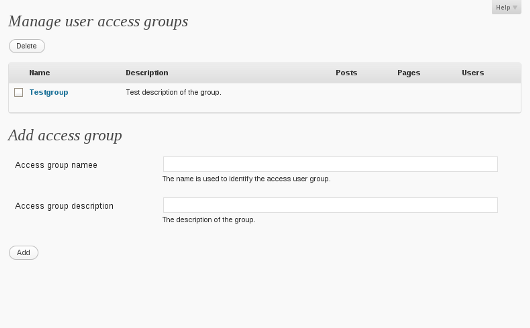 Help
Manage user access groups
Delete
Name Description Posts Pages Users
Testgroup Test description of the group.
Add access group
Access group namee
The name is used to identify the access user group.
Access group description
The description of the group.
Add